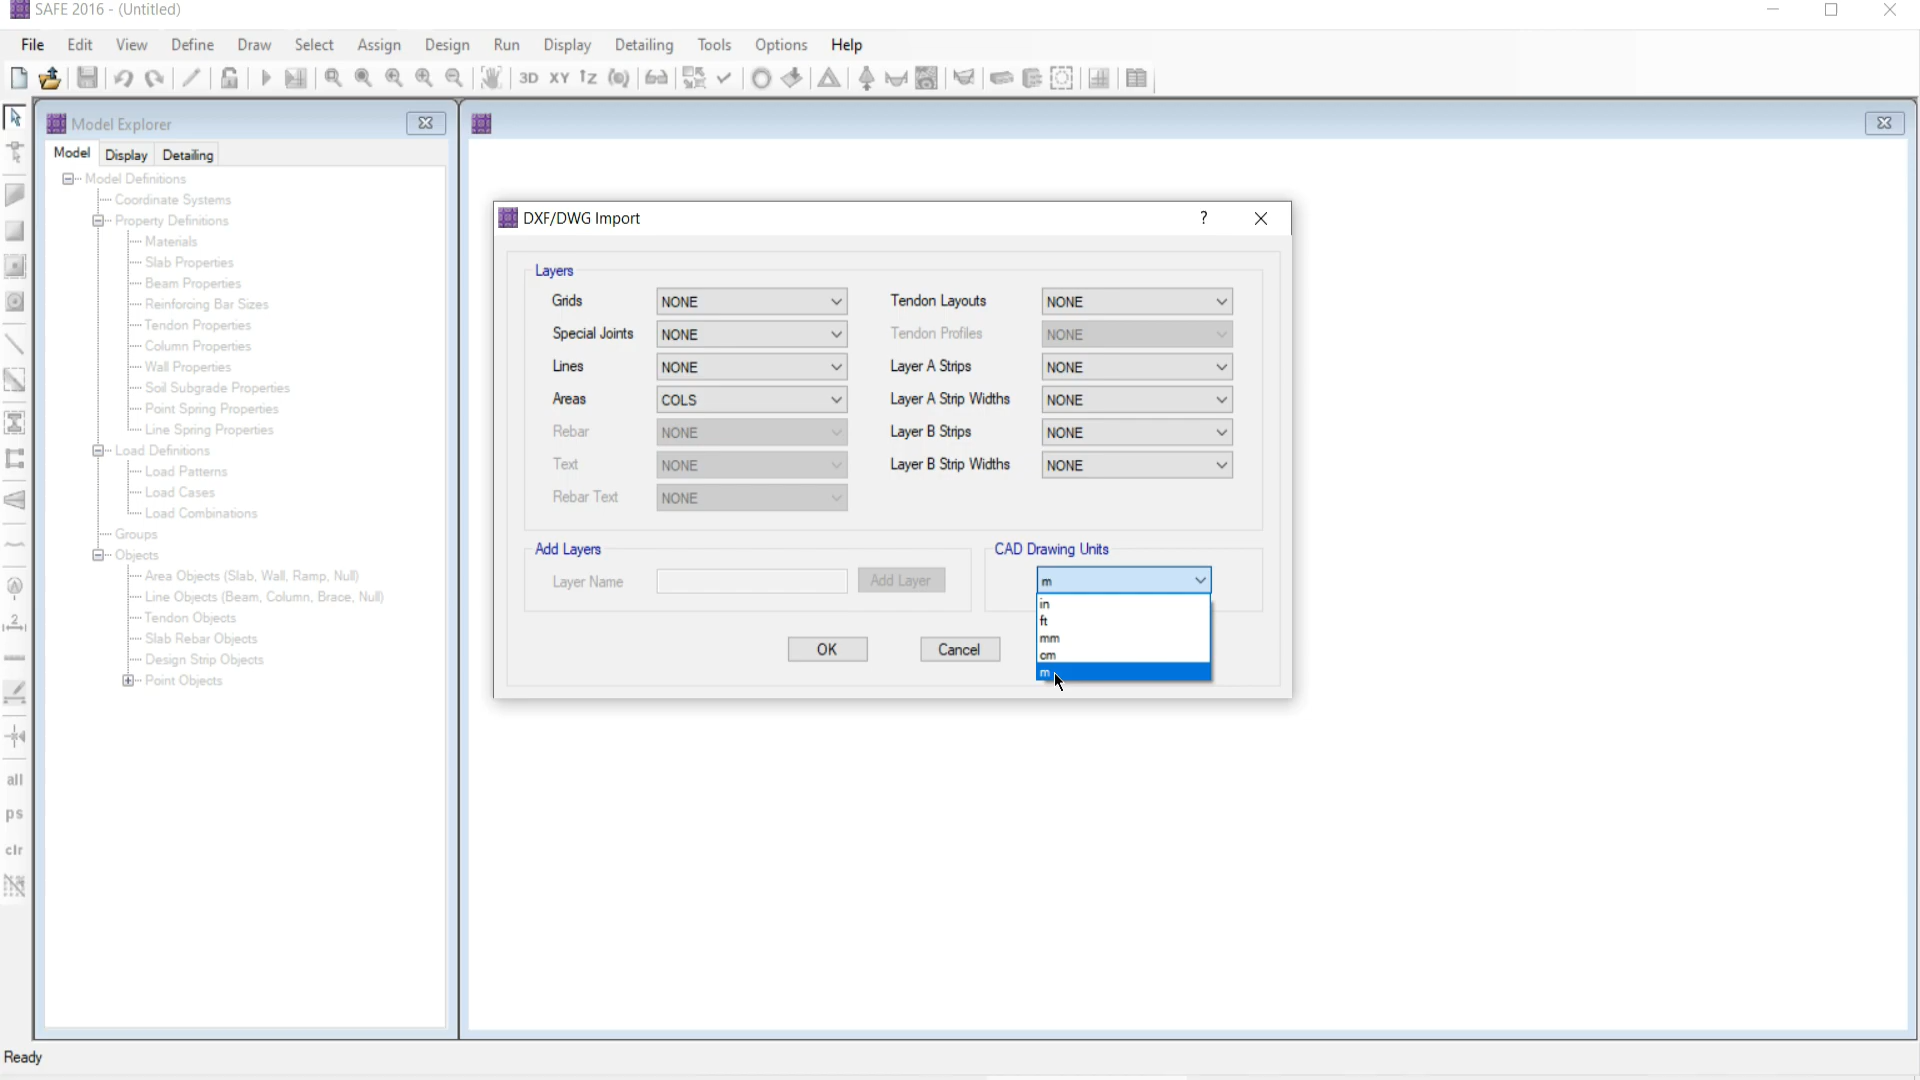 SAFE 2016 - (Untitled)
File Edit View Define Draw Select Assign Design Run Display Detailing Tools Options Help
3D XY
Model Explorer
Model Display Detailing
Model Definitions
Coordinate Systems
Property Definitions
Materials
Slab Properties
Beam Properties
Reinforcing Bar Sizes
Tendon Properties
Column Properties
Wall Properties
Soil Subgrade Properties
Point Spring Properties
Line Spring Properties
Load Definitions
Load Patterns
Load Cases
Load Combinations
Groups
Objects
Area Objects (Slab, Wall, Ramp, Null)
Line Objects (Beam, Column, Brace, Null)
Tendon Objects
Slab Rebar Objects
Design Strip Objects
Point Objects
2
all
ps
clr
DXF/DWG Import ?
Layers
Grids NONE Tendon Layouts NONE
Special Joints NONE Tendon Profiles NONE
Lines NONE Layer A Strips NONE
Areas COLS Layer A Strip Widths NONE
Rebar NONE Layer B Strips NONE
Text NONE Layer B Strip Widths NONE
Rebar Text NONE
Add Layers
Layer Name Add Layer
CAD Drawing Units
m
in
ft
mm
cm
m
OK Cancel
Ready